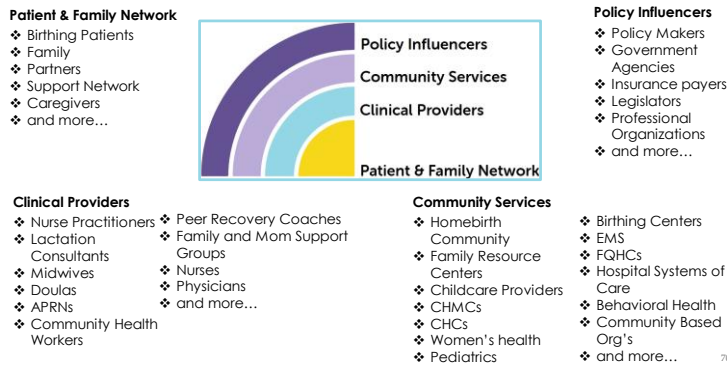 Patient & Family Network
❖ Birthing Patients
❖ Family
❖ Partners
❖ Support Network
❖ Caregivers
❖ and more…
Policy Influencers
Community Services
Clinical Providers
Patient & Family Network
Policy Influencers
❖ Policy Makers
❖ Government
Agencies
❖ Insurance payers
❖ Legislators
❖ Professional
Organizations
❖ and more…
Clinical Providers
❖ Nurse Practitioners
❖ Lactation
Consultants
❖ Midwives
❖ Doulas
❖ APRNs
❖ Community Health
Workers
❖ Peer Recovery Coaches
❖ Family and Mom Support
Groups
❖ Nurses
❖ Physicians
❖ and more…
Community Services
❖ Homebirth
Community
❖ Family Resource
Centers
❖ Childcare Providers
❖ CHMCs
❖ CHCs
❖ Women's health
❖ Pediatrics
❖ Birthing Centers
❖ EMS
❖ FQHCs
❖ Hospital Systems of
Care
❖ Behavioral Health
❖ Community Based
Org's
❖ and more…